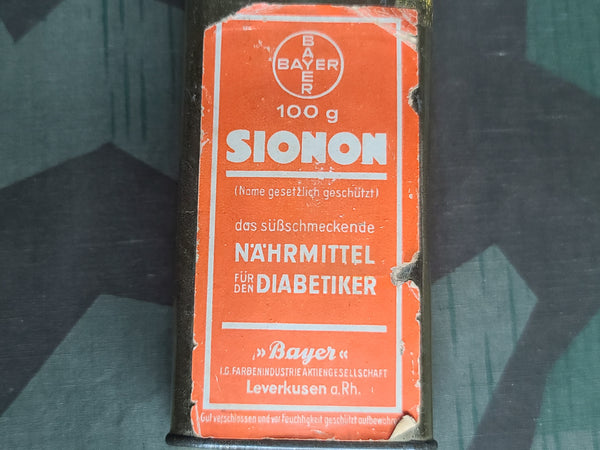 BAYER
BAYER
100 g
SIONON
(Name gesetzlich geschützt)
das süßschmeckende
NÄHRMITTEL
FÜR DEN DIABETIKER
»Bayer«
I.G. FARBENINDUSTRIE AKTIENGESELLSCHAFT
Leverkusen a.Rh.
Gut verschlossen und vor Feuchtigkeit geschützt aufbewahren